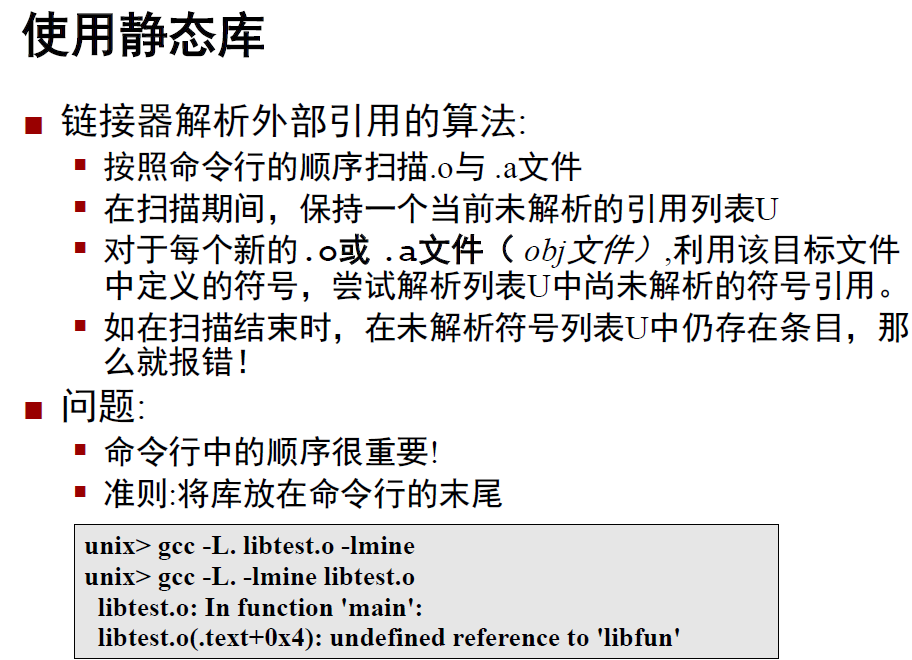 使用静态库
链接器解析外部引用的算法:
按照命令行的顺序扫描.o与 .a文件
在扫描期间，保持一个当前未解析的引用列表U
对于每个新的.o或 .a文件（ obj文件）,利用该目标文件
中定义的符号，尝试解析列表U中尚未解析的符号引用。
如在扫描结束时，在未解析符号列表U中仍存在条目，那
么就报错！
问题:
命令行中的顺序很重要!
准则:将库放在命令行的末尾
unix> gcc -L. libtest.o -lmine
unix> gcc -L. -lmine libtest.o
libtest.o: In function 'main':
libtest.o(.text+0x4): undefined reference to 'libfun'